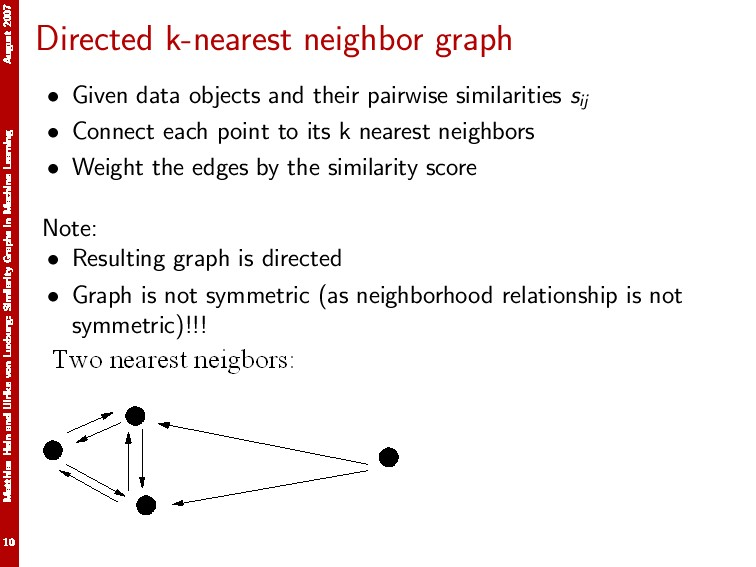 Directed k-nearest neighbor graph
• Given data objects and their pairwise similarities sij
• Connect each point to its k nearest neighbors
• Weight the edges by the similarity score
Note:
• Resulting graph is directed
• Graph is not symmetric (as neighborhood relationship is not
symmetric)!!!
Two nearest neigbors:
Matthias Hein and Ulrike von Luxburg: Similarity Graphs in Machine Learning
August 2007
10